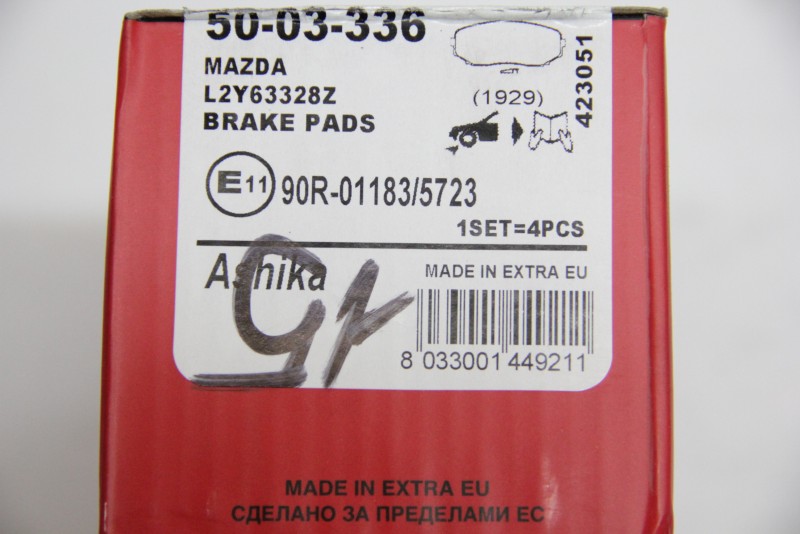 50-03-336
MAZDA
L2Y63328Z
BRAKE PADS
(1929)
423051
E11 90R-01183/5723
1SET=4PCS
Ashika
MADE IN EXTRA EU
8 033001 449211
MADE IN EXTRA EU
СДЕЛАНО ЗА ПРЕДЕЛАМИ ЕС